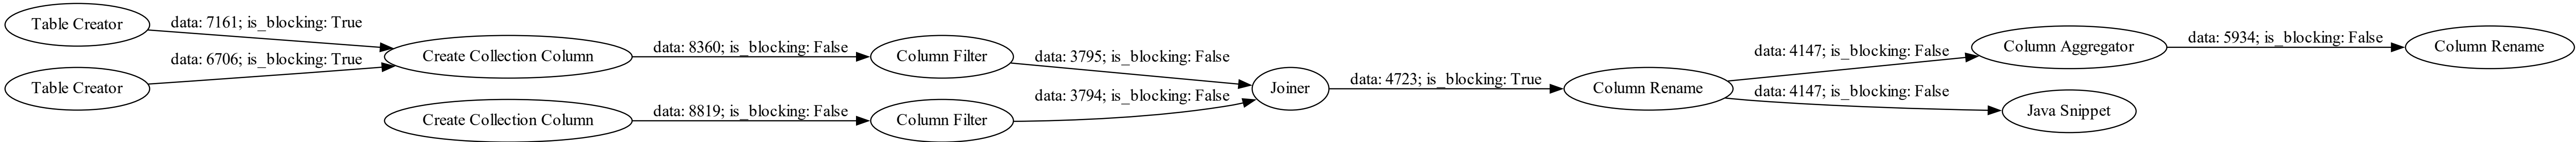 Table Creator
data: 7161; is_blocking: True
Table Creator
data: 6706; is_blocking: True
Create Collection Column
data: 8360; is_blocking: False
Column Filter
data: 3795; is_blocking: False
Create Collection Column
data: 8819; is_blocking: False
Column Filter
data: 3794; is_blocking: False
Joiner
data: 4723; is_blocking: True
Column Rename
data: 4147; is_blocking: False
Column Aggregator
data: 5934; is_blocking: False
Column Rename
data: 4147; is_blocking: False
Java Snippet